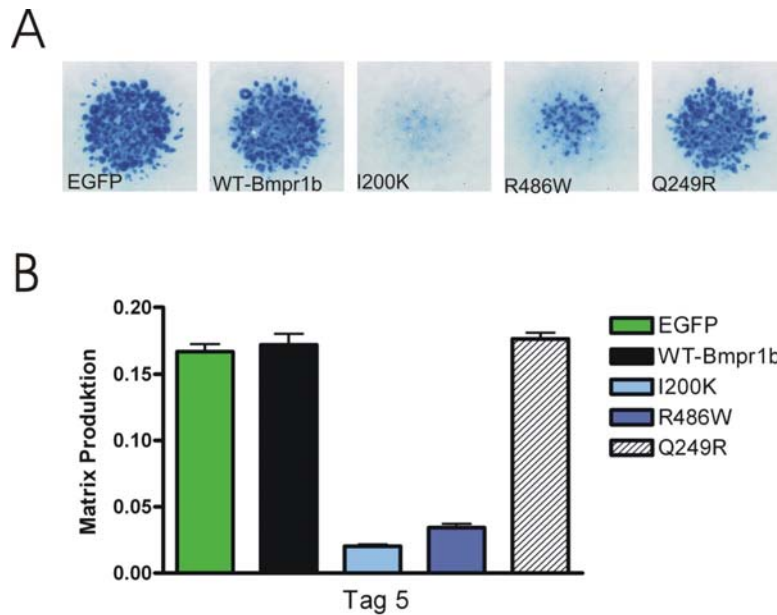 A
EGFP
WT-Bmpr1b
I200K
R486W
Q249R
B
Matrix Produktion
0.20
0.15
0.10
0.05
0.00
Tag 5
EGFP
WT-Bmpr1b
I200K
R486W
Q249R